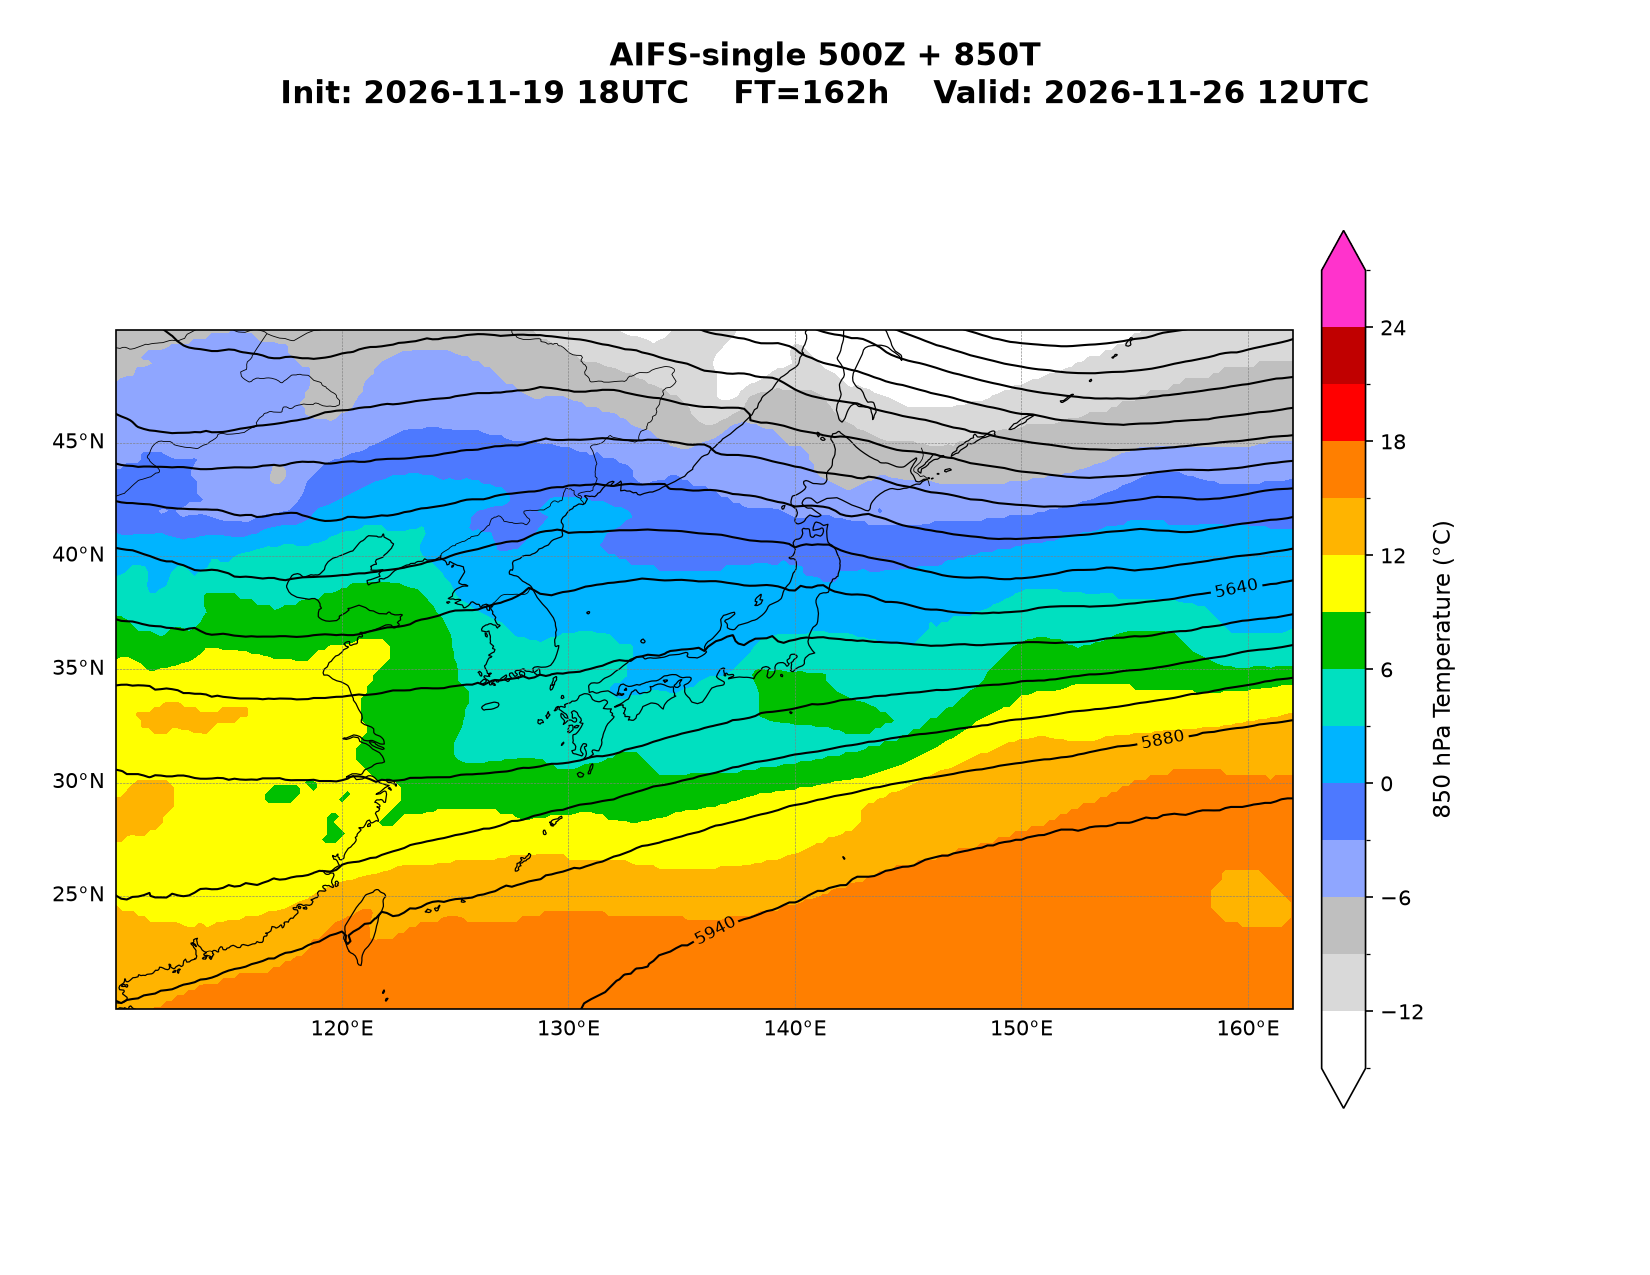 AIFS-single 500Z + 850T
Init: 2026-11-19 18UTC    FT=162h    Valid: 2026-11-26 12UTC
45°N
40°N
35°N
30°N
25°N
120°E
130°E
140°E
150°E
160°E
5640
5880
5940
24
18
12
6
0
−6
−12
850 hPa Temperature (°C)